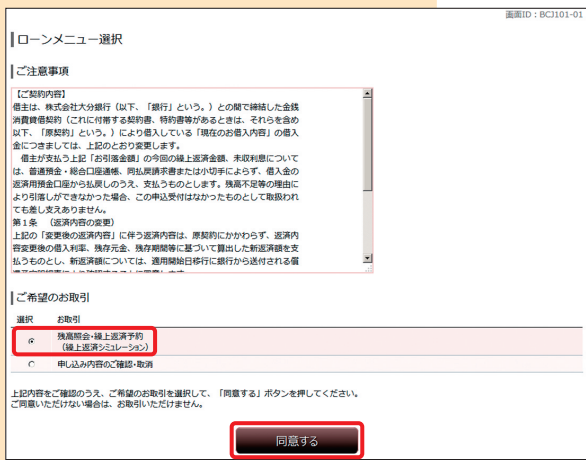 画面ID：BCJ101-01
ローンメニュー選択
ご注意事項
【ご契約内容】
借主は、株式会社大分銀行（以下、「銀行」という。）との間で締結した金銭
消費貸借契約（これに付帯する契約書、特約書等があるときは、それらを含め
以下、「原契約」という。）により借入している「現在のお借入内容」の借入
金につきましては、上記のとおり変更します。
借主が支払う上記「お引落金額」の今回の繰上返済金額、未収利息について
は、普通預金・総合口座通帳、同払戻請求書または小切手によらず、借入金の
返済用預金口座から払戻しのうえ、支払うものとします。残高不足等の理由に
より引落しができなかった場合、この申込受付はなかったものとして取扱われ
ても差し支えありません。
第１条　（返済内容の変更）
上記の「変更後の返済内容」に伴う返済内容は、原契約にかかわらず、返済内
容変更後の借入利率、残存元金、残存期間等に基づいて算出した新返済額を支
払うものとし、新返済額については、適用開始日移行に銀行から送付される償
ご希望のお取引
選択　お取引
残高照会・繰上返済予約
（繰上返済シミュレーション）
申し込み内容のご確認・取消
上記内容をご確認のうえ、ご希望のお取引を選択して、「同意する」ボタンを押してください。
ご同意いただけない場合は、お取引いただけません。
同意する